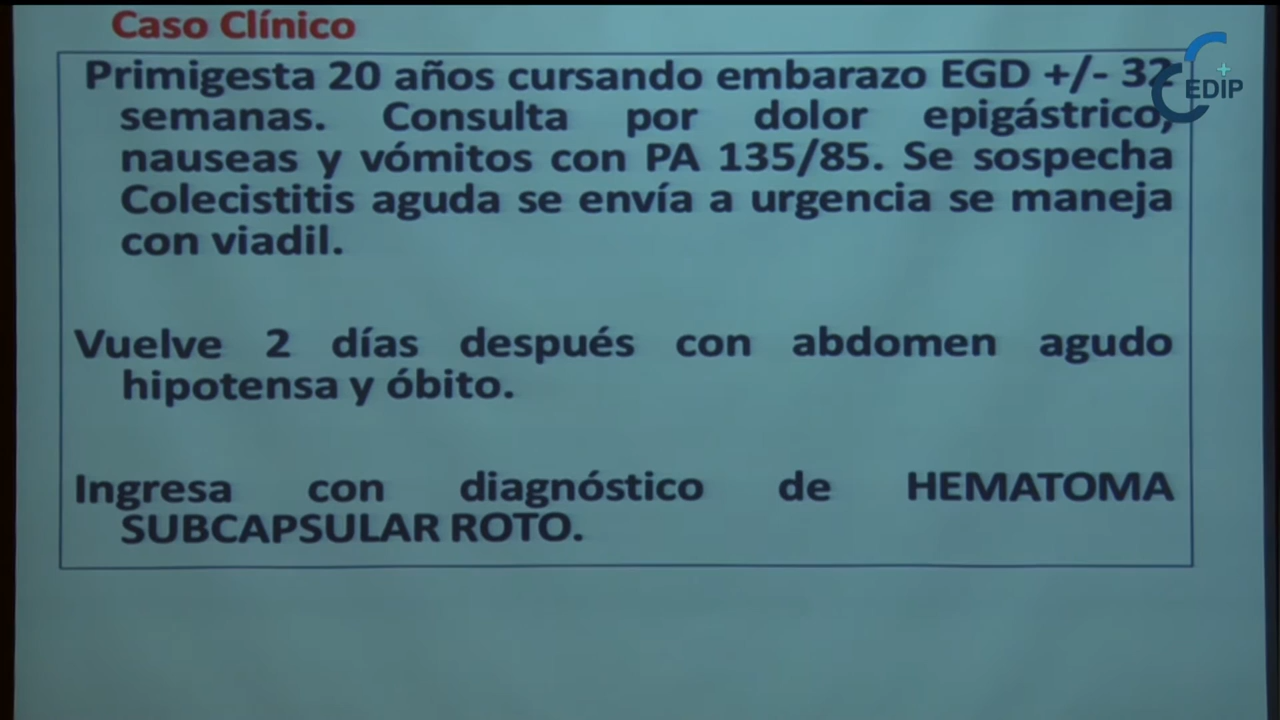 Caso Clínico
Primigesta 20 años cursando embarazo EGD +/- 32
semanas. Consulta por dolor epigástrico,
nauseas y vómitos con PA 135/85. Se sospecha
Colecistitis aguda se envía a urgencia se maneja
con viadil.
Vuelve 2 días después con abdomen agudo
hipotensa y óbito.
Ingresa con diagnóstico de HEMATOMA
SUBCAPSULAR ROTO.
CEDIP